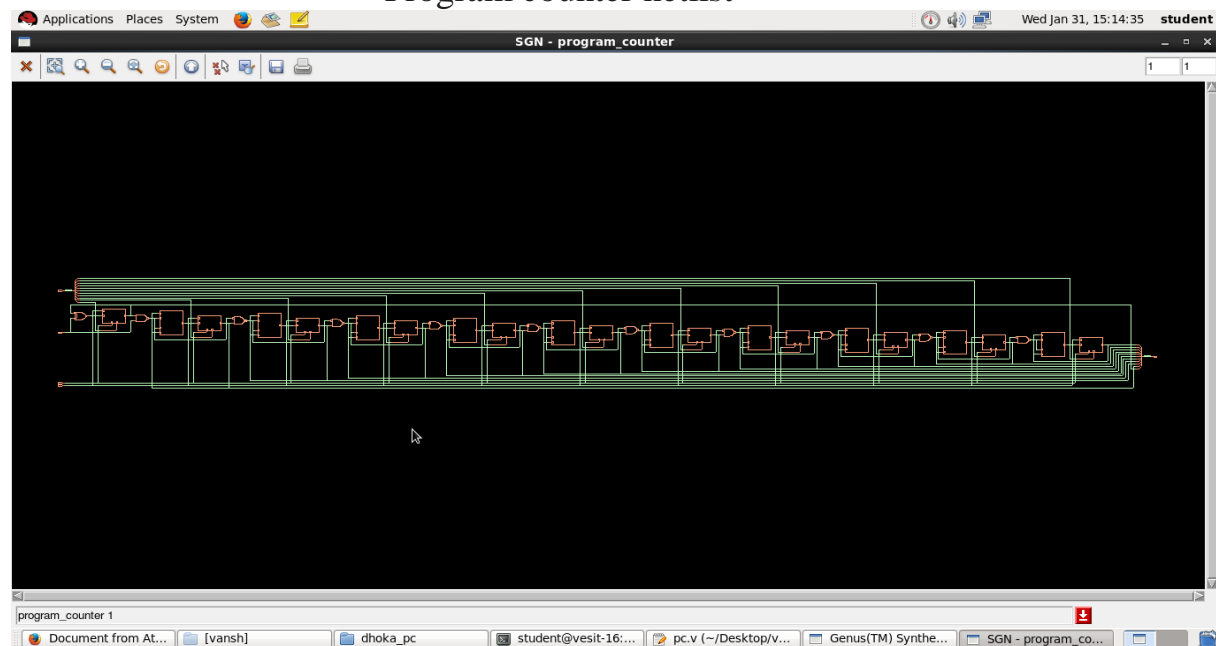 Program counter netlist
Applications Places System Wed Jan 31, 15:14:35 student
SGN - program_counter
1 1
program_counter 1
Document from At... [vansh] dhoka_pc student@vesit-16:... pc.v (~/Desktop/v... Genus(TM) Synthe... SGN - program_co...